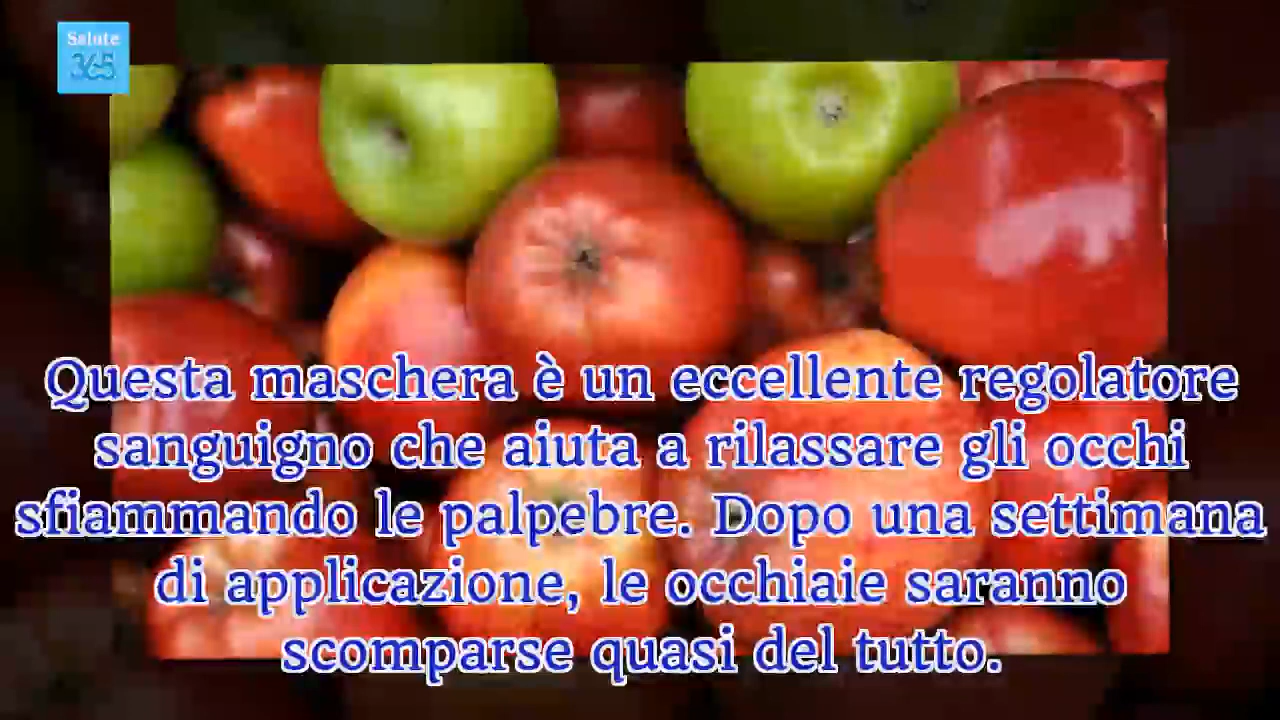 Salute
365
Questa maschera è un eccellente regolatore
sanguigno che aiuta a rilassare gli occhi
sfiammando le palpebre. Dopo una settimana
di applicazione, le occhiaie saranno
scomparse quasi del tutto.